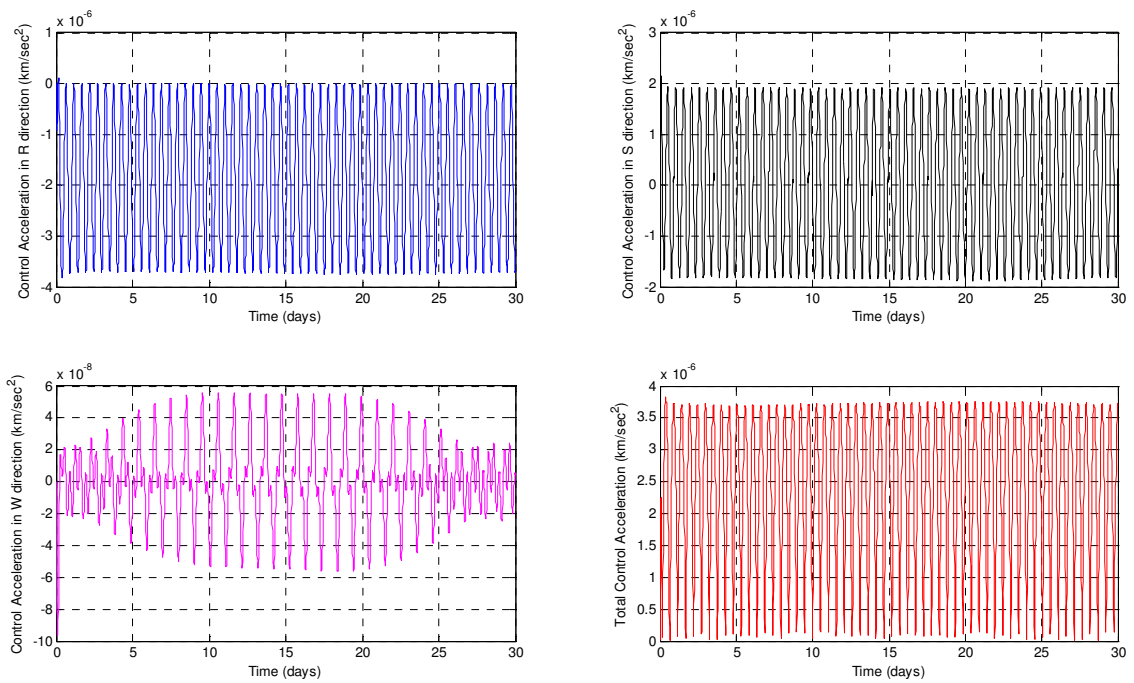 x 10^-6
Control Acceleration in R direction (km/sec^2)
1
0
-1
-2
-3
-4
0 5 10 15 20 25 30
Time (days)
x 10^-6
Control Acceleration in S direction (km/sec^2)
3
2
1
0
-1
-2
0 5 10 15 20 25 30
Time (days)
x 10^-8
Control Acceleration in W direction (km/sec^2)
6
4
2
0
-2
-4
-6
-8
-10
0 5 10 15 20 25 30
Time (days)
x 10^-6
Total Control Acceleration (km/sec^2)
4
3.5
3
2.5
2
1.5
1
0.5
0
0 5 10 15 20 25 30
Time (days)